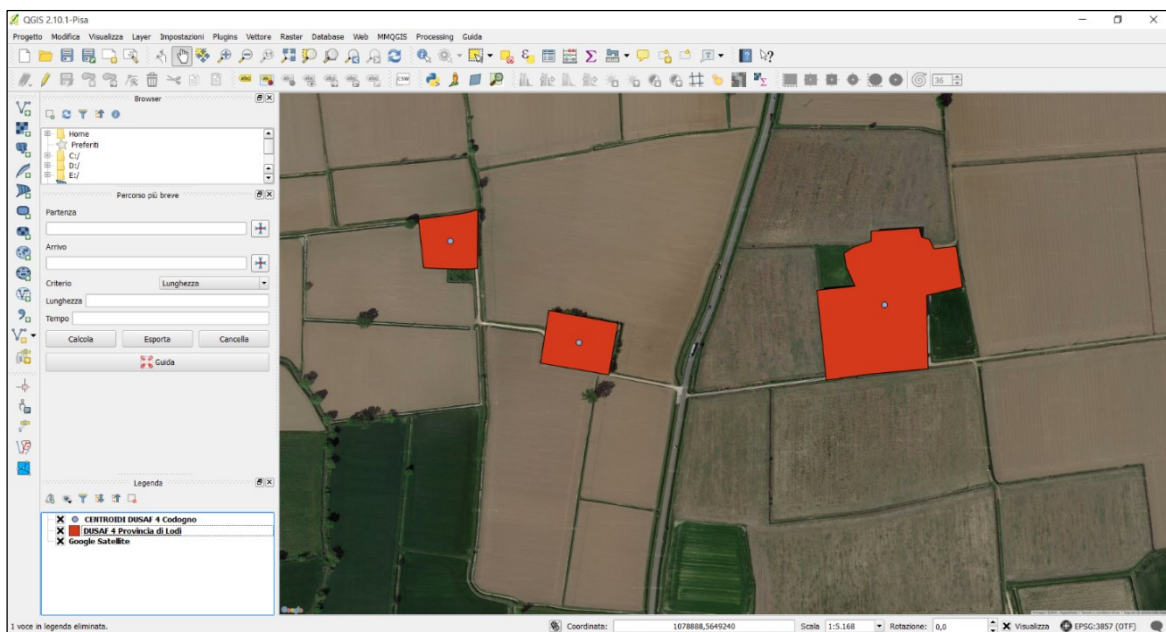 QGIS 2.10.1-Pisa
Progetto Modifica Visualizza Layer Impostazioni Plugins Vettore Raster Database Web MMQGIS Processing Guida
CSW
36
Browser
Home
Preferiti
C:/
D:/
E:/
Percorso più breve
Partenza
Arrivo
Criterio Lunghezza
Lunghezza
Tempo
Calcola Esporta Cancella
Guida
Legenda
CENTROIDI DUSAF 4 Codogno
DUSAF 4 Provincia di Lodi
Google Satellite
Google
1 voce in legenda eliminata. Coordinata: 1078888,5649240 Scala 1:5.168 Rotazione: 0,0 Visualizza EPSG:3857 (OTF)